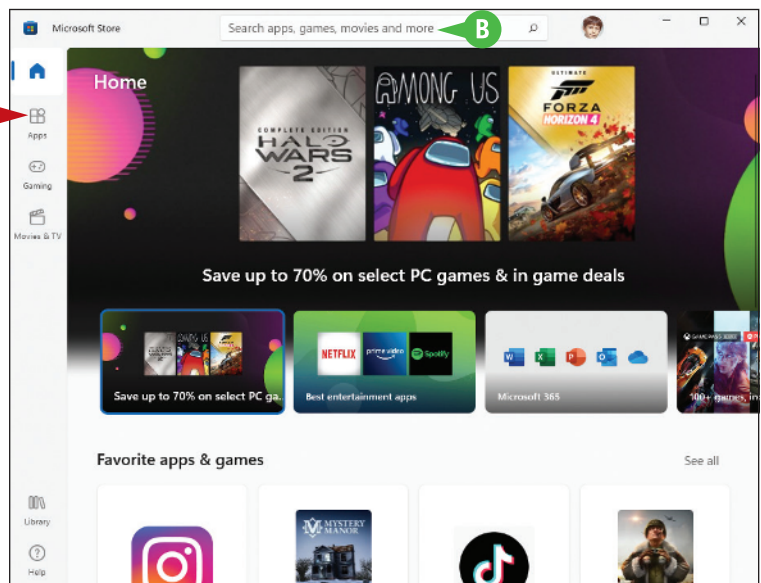 Microsoft Store
Search apps, games, movies and more
B
Home
Apps
Gaming
Movies & TV
COMPLETE EDITION
HALO
WARS
2
AMONG US
ULTIMATE
FORZA
HORIZON 4
Save up to 70% on select PC games & in game deals
NETFLIX
prime video
Spotify
W
X
P
O
Save up to 70% on select PC ga...
Best entertainment apps
Microsoft 365
100+ games, in
Favorite apps & games
See all
MYSTERY
MANOR
Library
Help